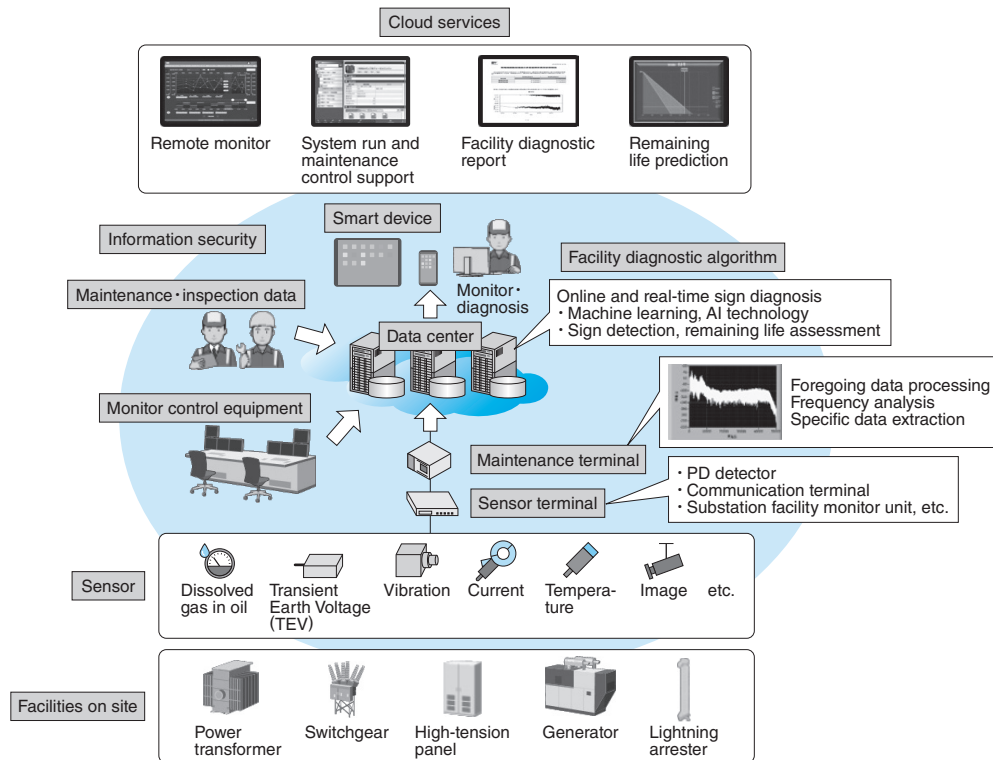 Cloud services
Remote monitor
System run and
maintenance
control support
Facility diagnostic
report
Remaining
life prediction
Smart device
Information security
Facility diagnostic algorithm
Maintenance・inspection data
Monitor・
diagnosis
Online and real-time sign diagnosis
・Machine learning, AI technology
・Sign detection, remaining life assessment
Data center
Monitor control equipment
Foregoing data processing
Frequency analysis
Specific data extraction
Maintenance terminal
Sensor terminal
・PD detector
・Communication terminal
・Substation facility monitor unit, etc.
Sensor
Dissolved
gas in oil
Transient
Earth Voltage
(TEV)
Vibration
Current
Tempera-
ture
Image
etc.
Facilities on site
Power
transformer
Switchgear
High-tension
panel
Generator
Lightning
arrester